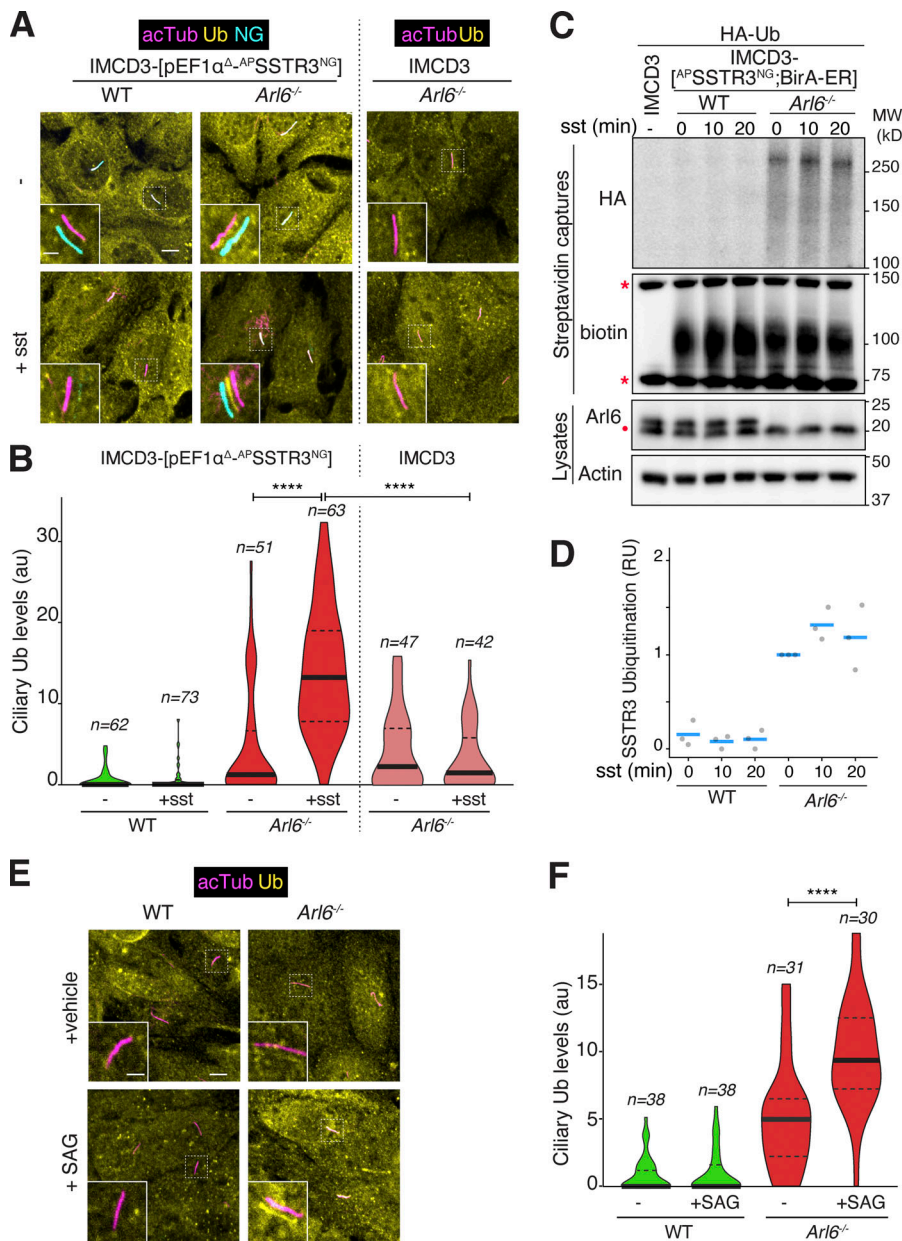 A
acTub Ub NG
acTub Ub
IMCD3-[pEF1αΔ-APSSTR3NG]
IMCD3
WT
Arl6-/-
Arl6-/-
-
+ sst
B
IMCD3-[pEF1αΔ-APSSTR3NG]
IMCD3
****
****
n=63
n=51
n=47
n=42
n=73
n=62
Ciliary Ub levels (au)
30
20
10
0
-
+sst
-
+sst
-
+sst
WT
Arl6-/-
Arl6-/-
C
HA-Ub
IMCD3
IMCD3-
[APSSTR3NG;BirA-ER]
WT
Arl6-/-
MW
(kD
sst (min)
-
0
10
20
0
10
20
Streptavidin captures
HA
250
150
100
*
biotin
150
100
*
75
Lysates
Arl6
25
20
Actin
50
37
D
SSTR3 Ubiquitination (RU)
2
1
0
sst (min)
0
10
20
0
10
20
WT
Arl6-/-
E
acTub Ub
WT
Arl6-/-
+vehicle
+ SAG
F
****
n=30
n=31
n=38
n=38
Ciliary Ub levels (au)
15
10
5
0
-
+SAG
-
+SAG
WT
Arl6-/-